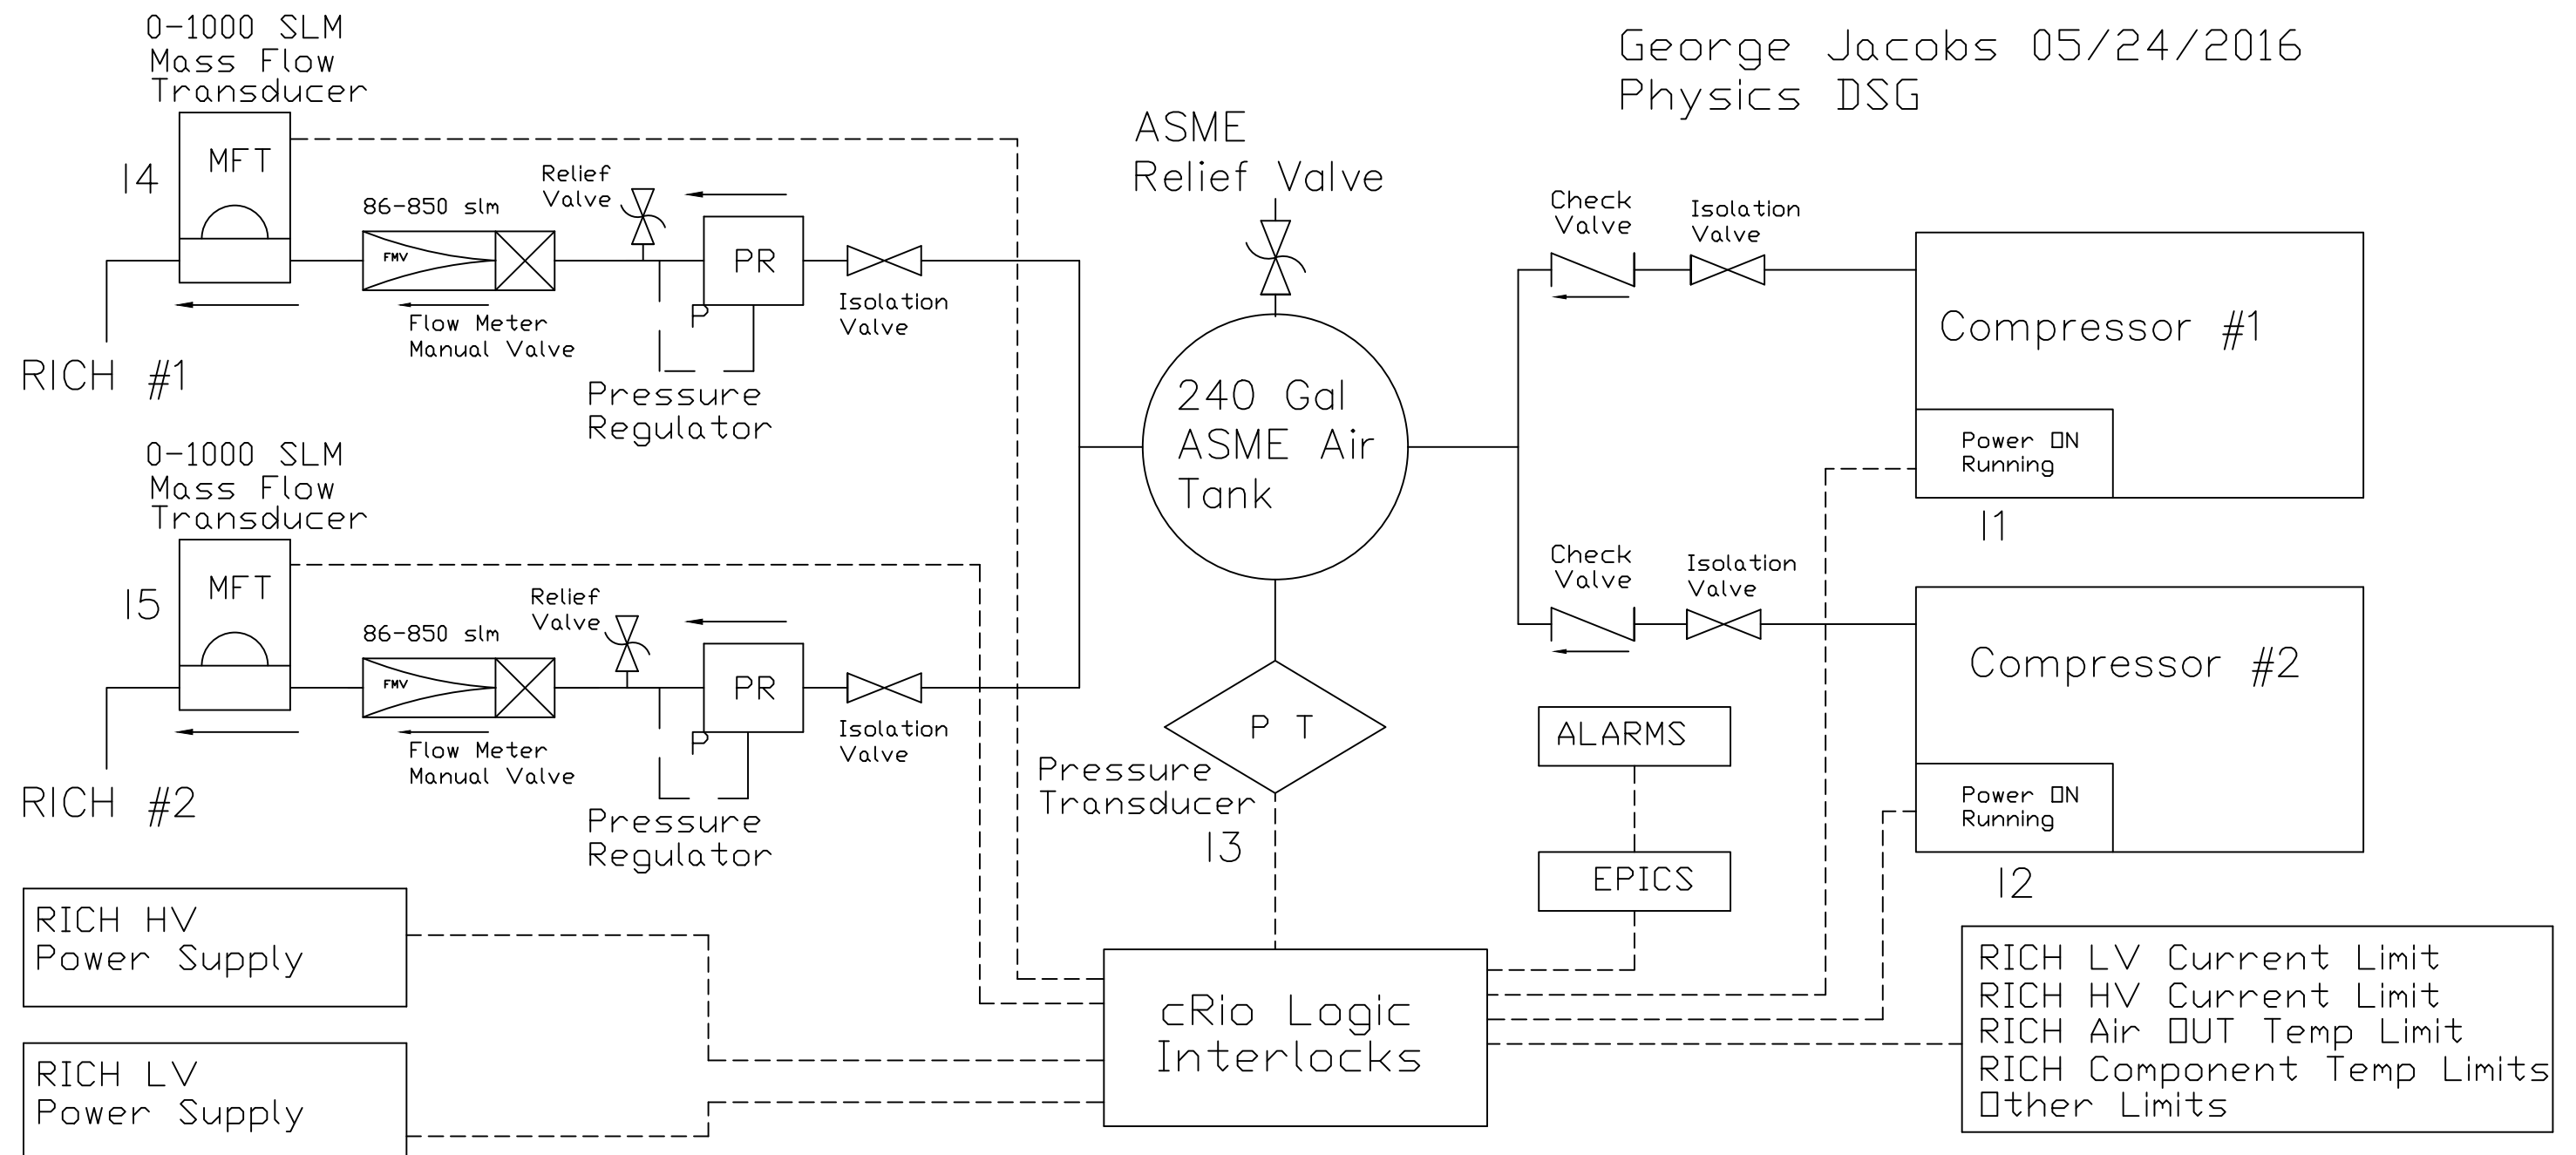 0-1000 SLM
Mass Flow
Transducer
George Jacobs 05/24/2016
Physics DSG
I4
MFT
86-850 slm
Relief
Valve
FMV
PR
P
Flow Meter
Manual Valve
Isolation
Valve
Pressure
Regulator
RICH #1
ASME
Relief Valve
240 Gal
ASME Air
Tank
Check
Valve
Isolation
Valve
Compressor #1
Power ON
Running
I1
0-1000 SLM
Mass Flow
Transducer
I5
MFT
86-850 slm
Relief
Valve
FMV
PR
P
Flow Meter
Manual Valve
Isolation
Valve
Pressure
Regulator
RICH #2
P T
Pressure
Transducer
I3
Check
Valve
Isolation
Valve
Compressor #2
Power ON
Running
I2
ALARMS
EPICS
RICH HV
Power Supply
RICH LV
Power Supply
cRio Logic
Interlocks
RICH LV Current Limit
RICH HV Current Limit
RICH Air OUT Temp Limit
RICH Component Temp Limits
Other Limits